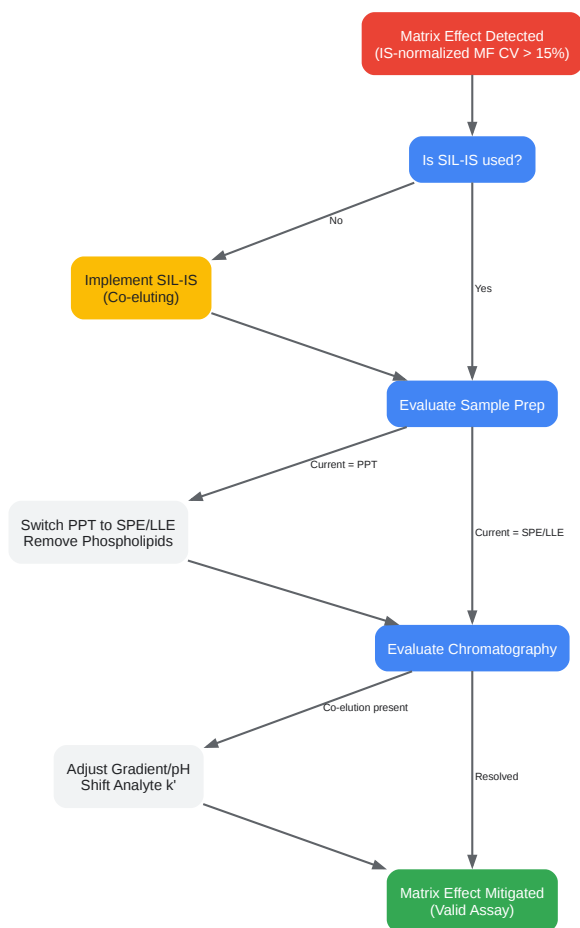 Matrix Effect Detected
(IS-normalized MF CV > 15%)
Is SIL-IS used?
No
Yes
Implement SIL-IS
(Co-eluting)
Evaluate Sample Prep
Current = PPT
Current = SPE/LLE
Switch PPT to SPE/LLE
Remove Phospholipids
Evaluate Chromatography
Co-elution present
Resolved
Adjust Gradient/pH
Shift Analyte k'
Matrix Effect Mitigated
(Valid Assay)